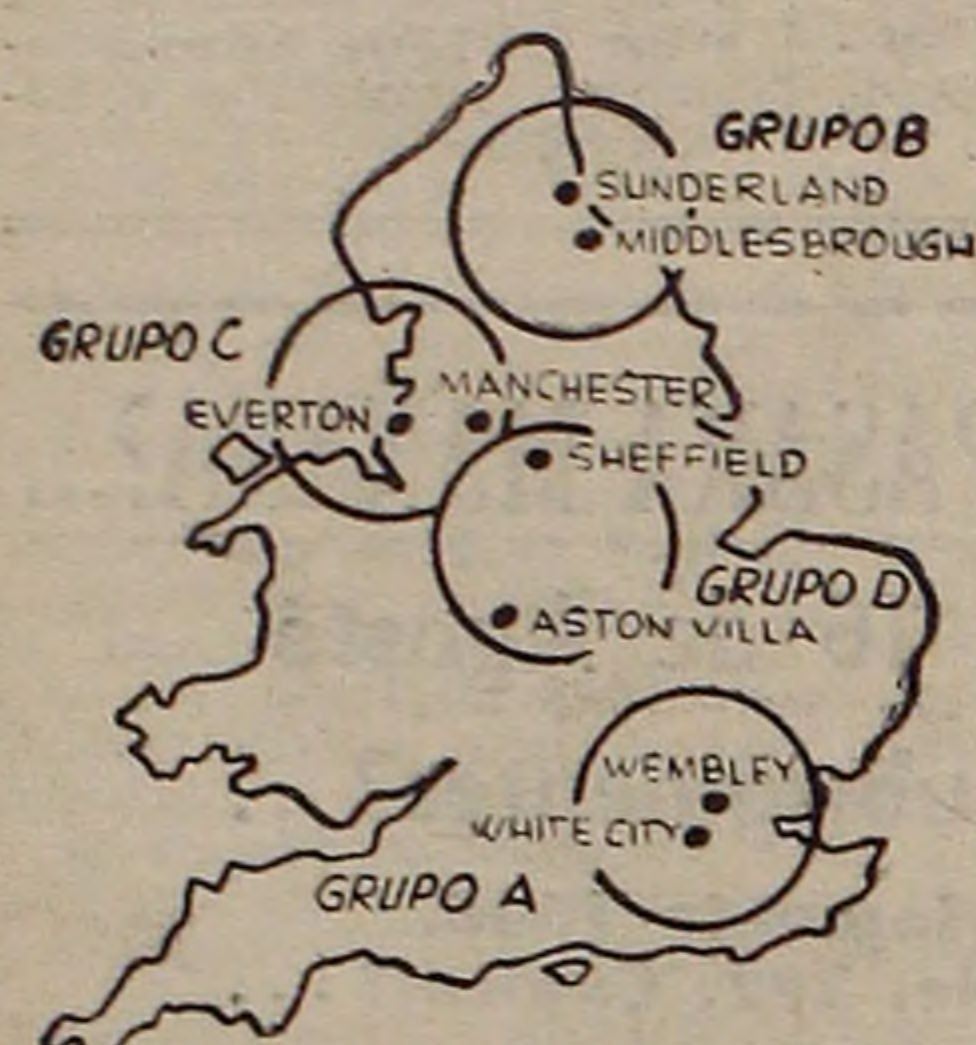 GRUPO B
SUNDERLAND
MIDDLESBROUGH
GRUPO C
MANCHESTER
EVERTON
SHEFFIELD
GRUPO D
ASTON VILLA
WEMBLEY
WHITE CITY
GRUPO A